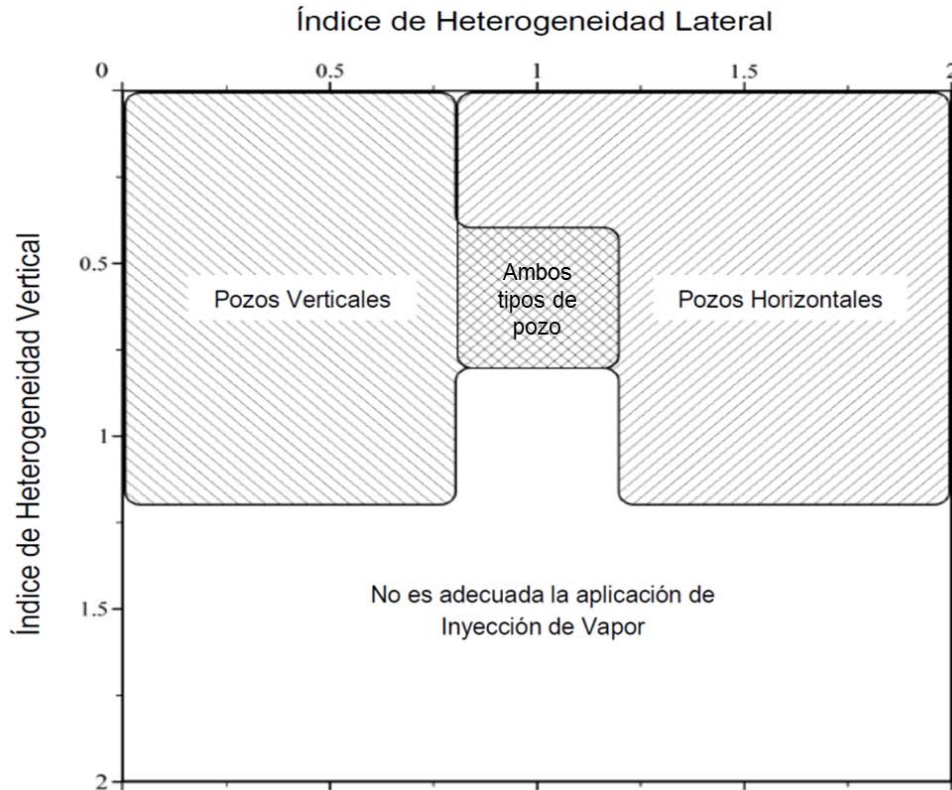 Índice de Heterogeneidad Lateral
0
0.5
1
1.5
2
Índice de Heterogeneidad Vertical
0.5
1
1.5
2
Pozos Verticales
Ambos
tipos de
pozo
Pozos Horizontales
No es adecuada la aplicación de
Inyección de Vapor